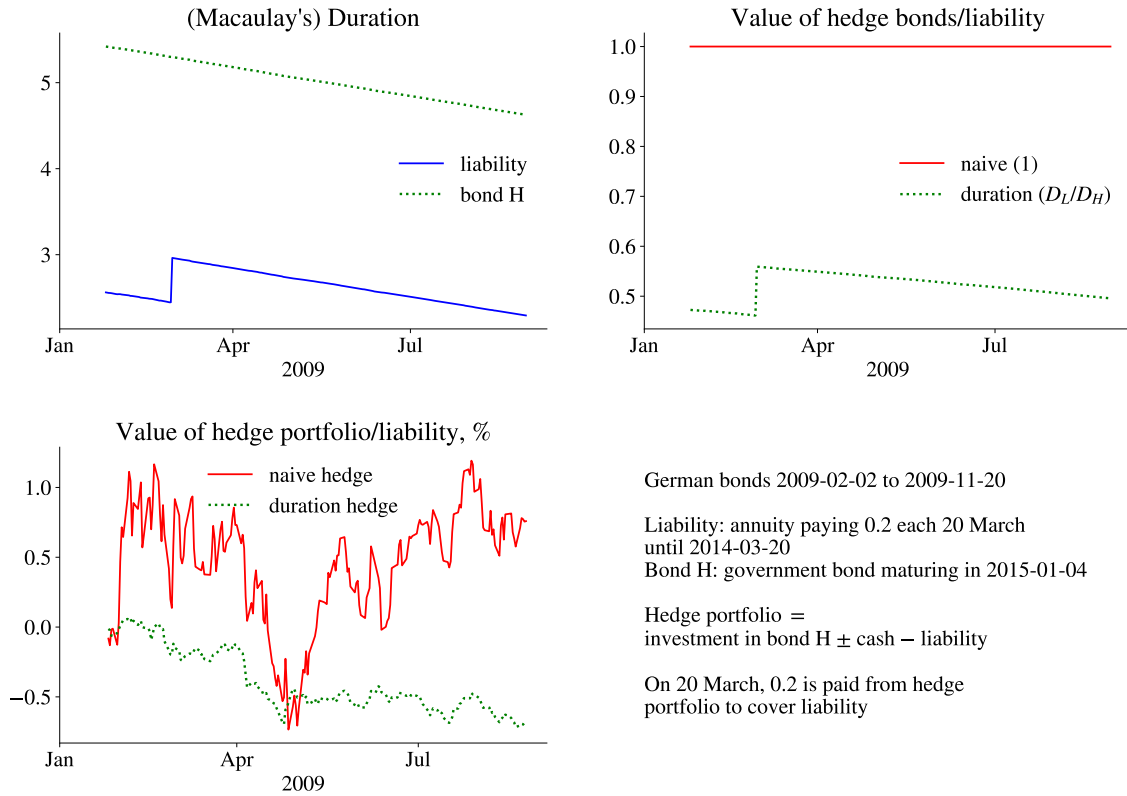 (Macaulay's) Duration
5
4
3
liability
bond H
Jan
Apr
Jul
2009
Value of hedge bonds/liability
1.0
0.9
0.8
0.7
0.6
0.5
naive (1)
duration (D_L/D_H)
Jan
Apr
Jul
2009
Value of hedge portfolio/liability, %
1.0
0.5
0.0
−0.5
naive hedge
duration hedge
Jan
Apr
Jul
2009
German bonds 2009-02-02 to 2009-11-20
Liability: annuity paying 0.2 each 20 March
until 2014-03-20
Bond H: government bond maturing in 2015-01-04
Hedge portfolio =
investment in bond H ± cash − liability
On 20 March, 0.2 is paid from hedge
portfolio to cover liability